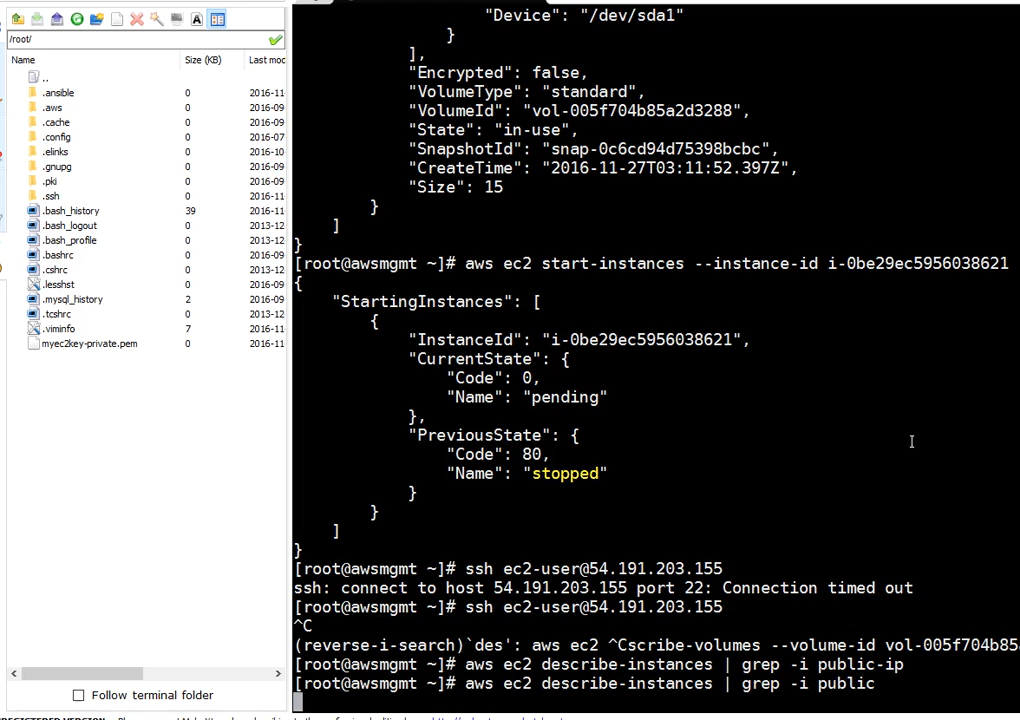 /root/
Name Size (KB) Last moc
..
.ansible 0 2016-11
.aws 0 2016-09
.cache 0 2016-09
.config 0 2016-07
.elinks 0 2016-10
.gnupg 0 2016-09
.pki 0 2016-09
.ssh 0 2016-11
.bash_history 39 2016-11
.bash_logout 0 2013-12
.bash_profile 0 2013-12
.bashrc 0 2016-09
.cshrc 0 2013-12
.lesshst 0 2016-09
.mysql_history 2 2016-09
.tcshrc 0 2013-12
.viminfo 7 2016-11
myec2key-private.pem 0 2016-11
Follow terminal folder
"Device": "/dev/sda1"
}
],
"Encrypted": false,
"VolumeType": "standard",
"VolumeId": "vol-005f704b85a2d3288",
"State": "in-use",
"SnapshotId": "snap-0c6cd94d75398bcbc",
"CreateTime": "2016-11-27T03:11:52.397Z",
"Size": 15
}
]
}
[root@awsmgmt ~]# aws ec2 start-instances --instance-id i-0be29ec5956038621
{
"StartingInstances": [
{
"InstanceId": "i-0be29ec5956038621",
"CurrentState": {
"Code": 0,
"Name": "pending"
},
"PreviousState": {
"Code": 80,
"Name": "stopped"
}
}
]
}
[root@awsmgmt ~]# ssh ec2-user@54.191.203.155
ssh: connect to host 54.191.203.155 port 22: Connection timed out
[root@awsmgmt ~]# ssh ec2-user@54.191.203.155
^C
(reverse-i-search)`des': aws ec2 ^Cscribe-volumes --volume-id vol-005f704b85
[root@awsmgmt ~]# aws ec2 describe-instances | grep -i public-ip
[root@awsmgmt ~]# aws ec2 describe-instances | grep -i public